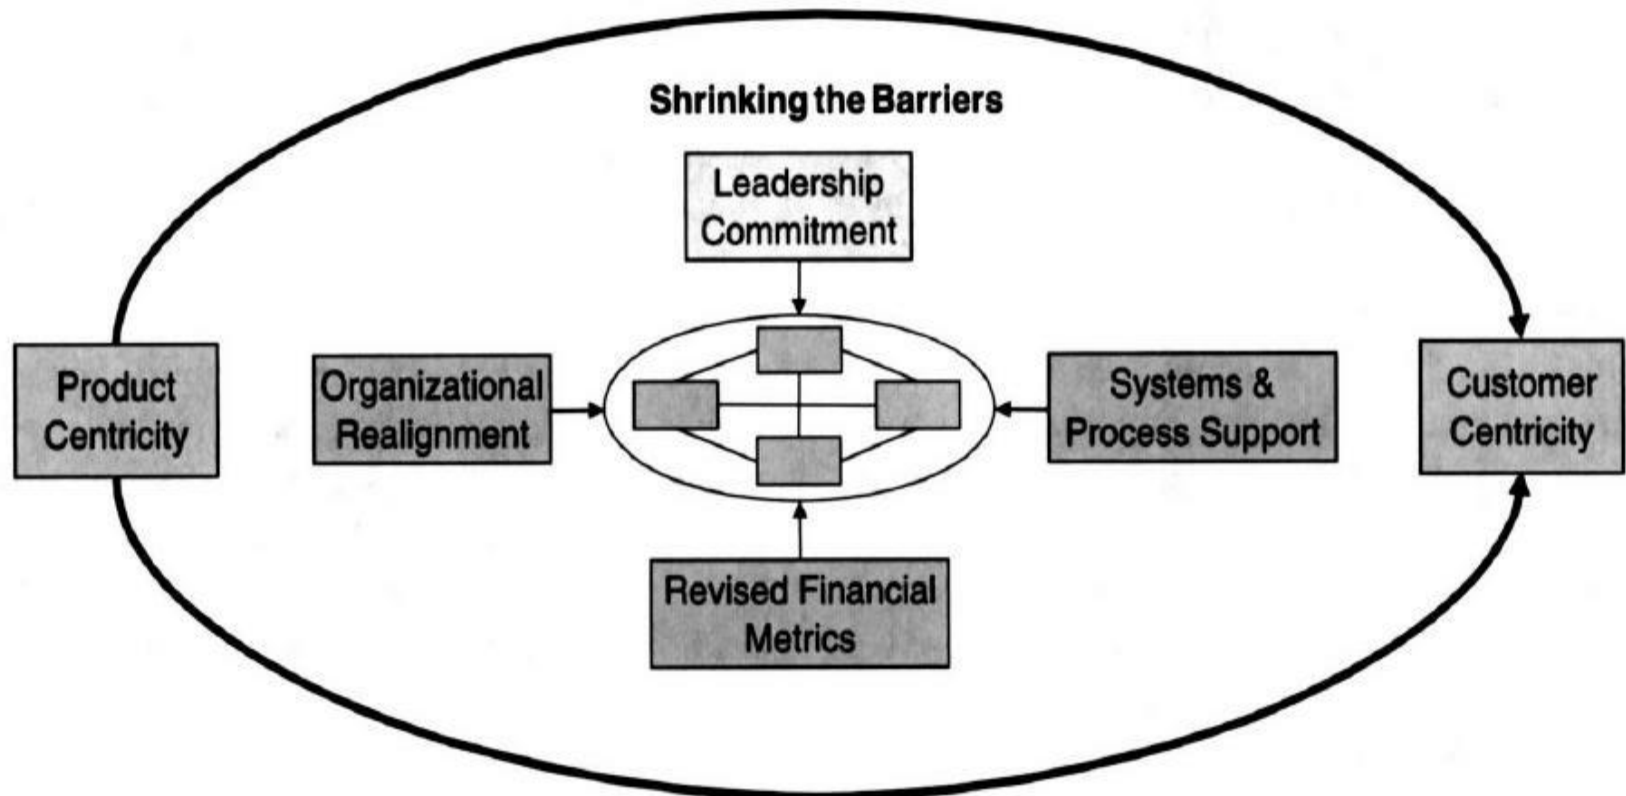 Shrinking the Barriers
Leadership
Commitment
Product
Centricity
Organizational
Realignment
Systems &
Process Support
Customer
Centricity
Revised Financial
Metrics